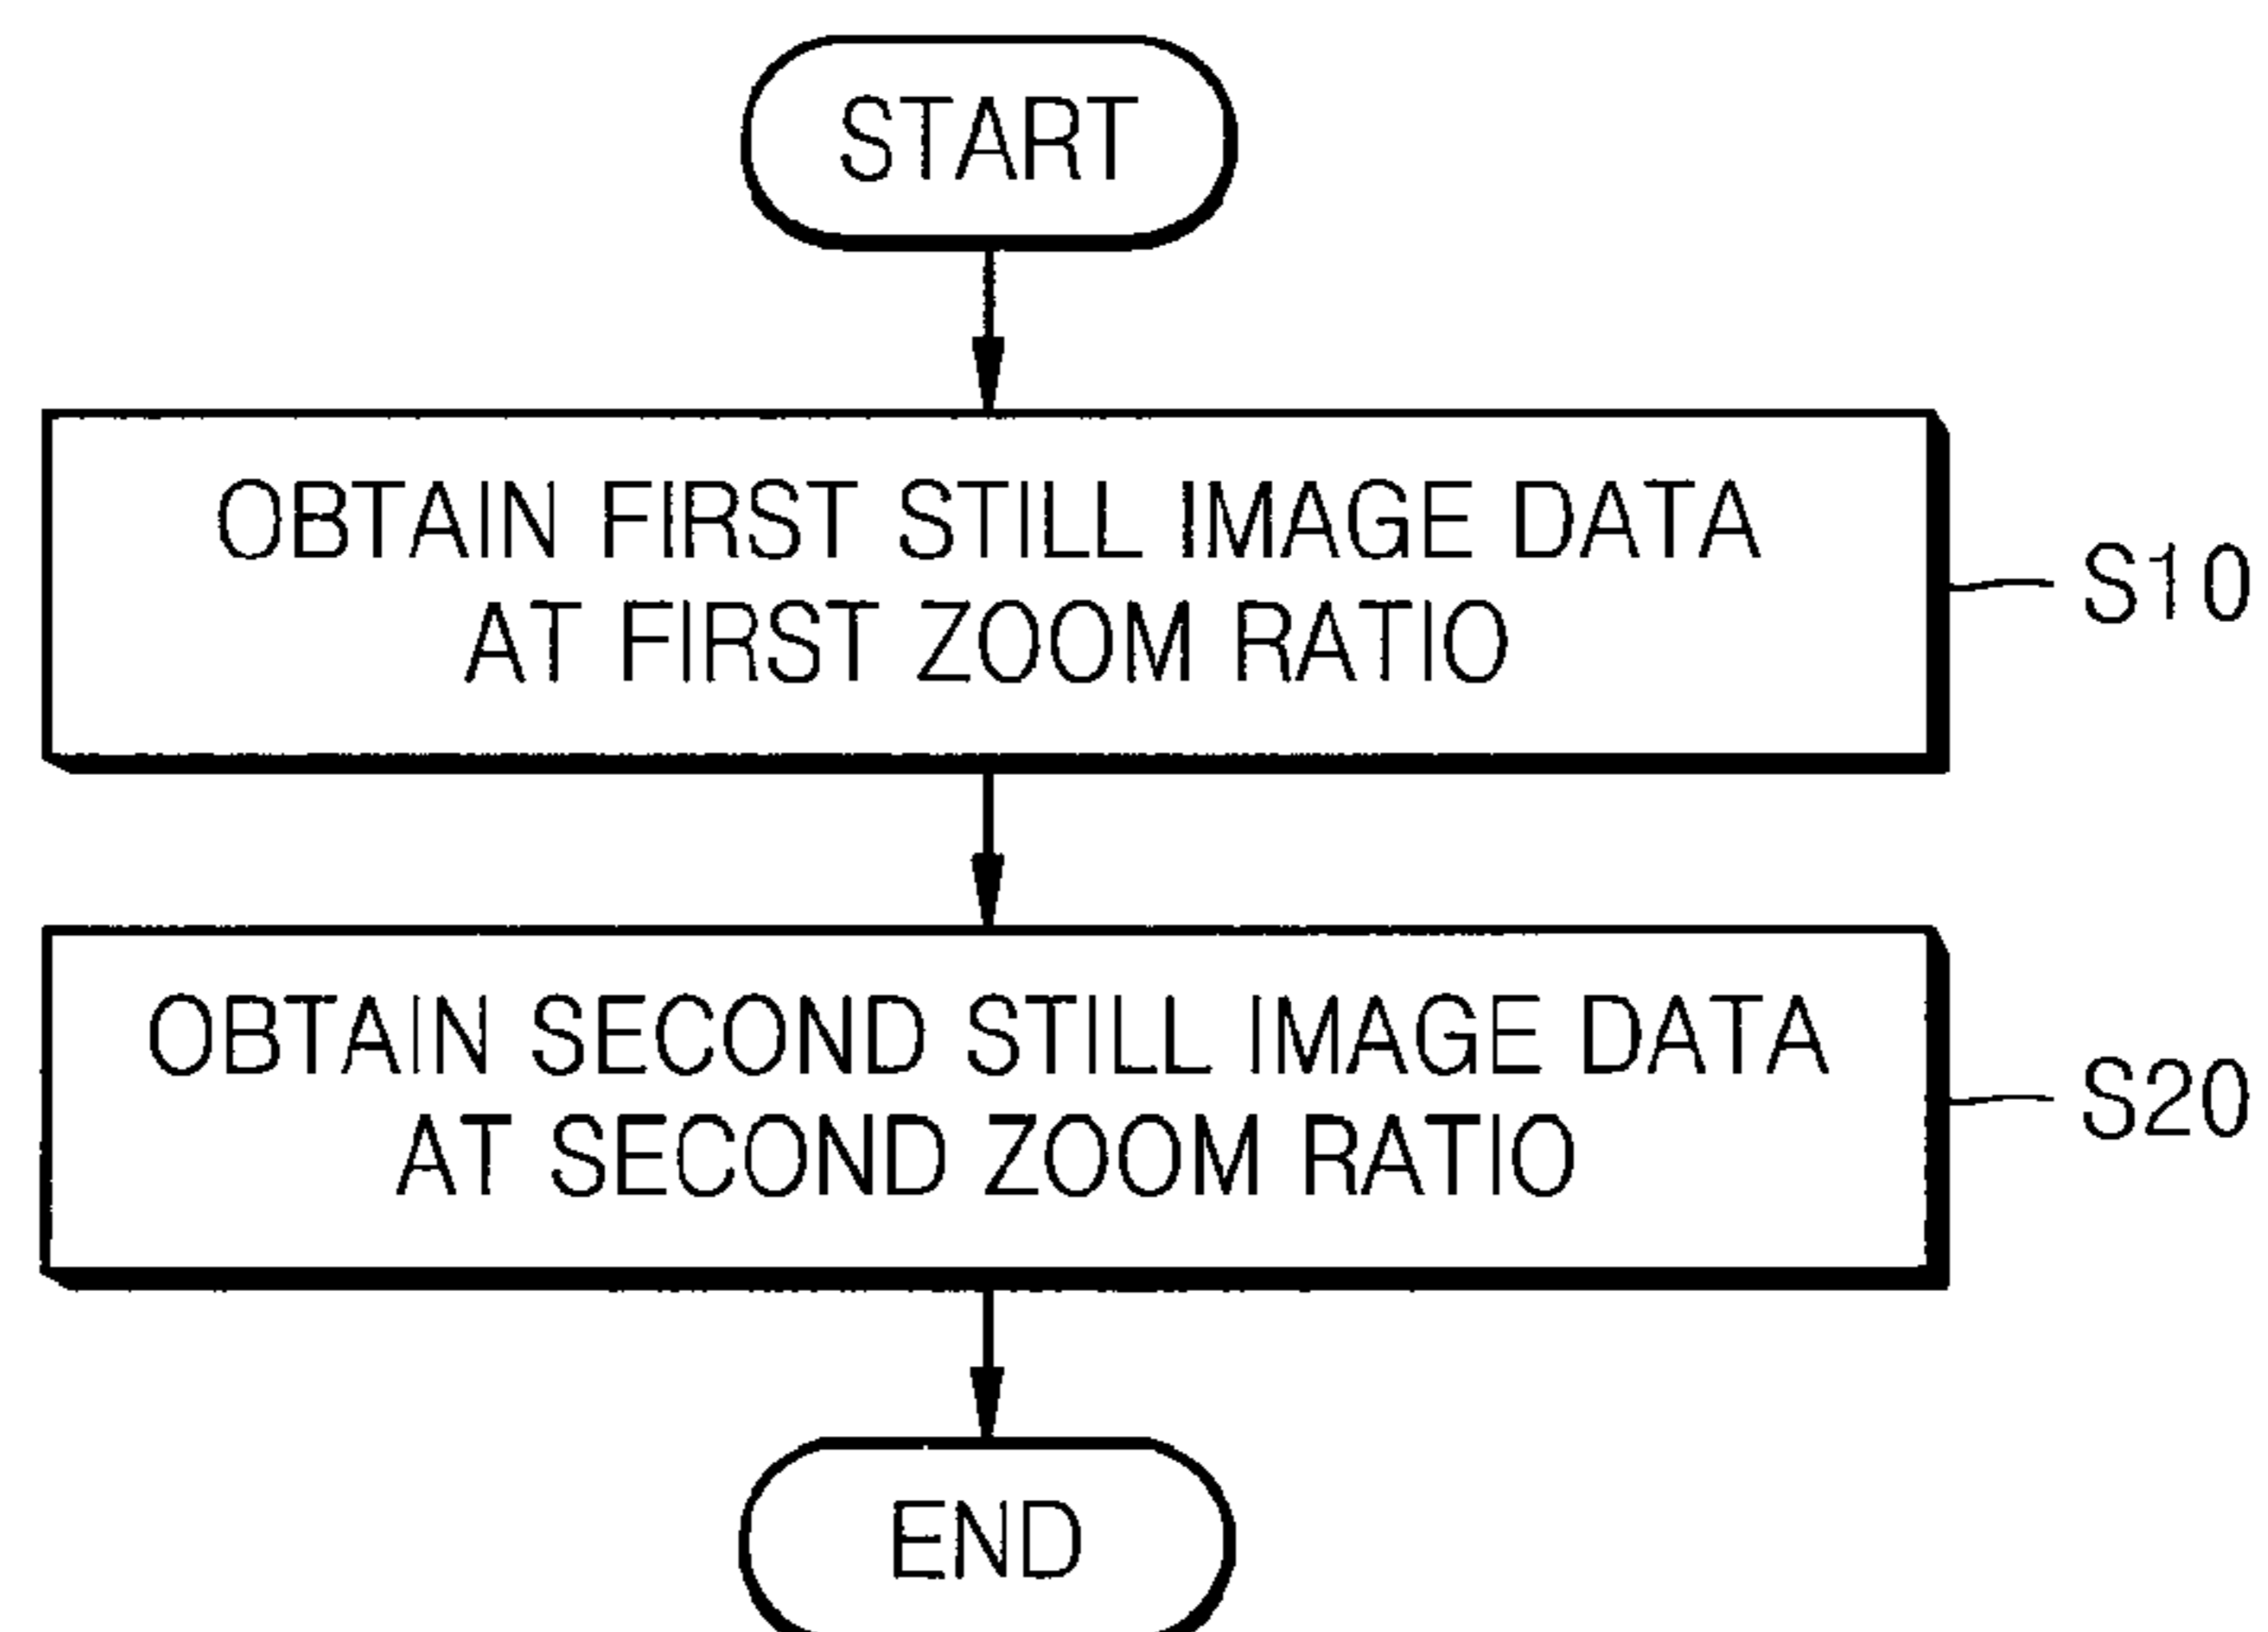 START
OBTAIN FIRST STILL IMAGE DATA
AT FIRST ZOOM RATIO
S10
OBTAIN SECOND STILL IMAGE DATA
AT SECOND ZOOM RATIO
S20
END